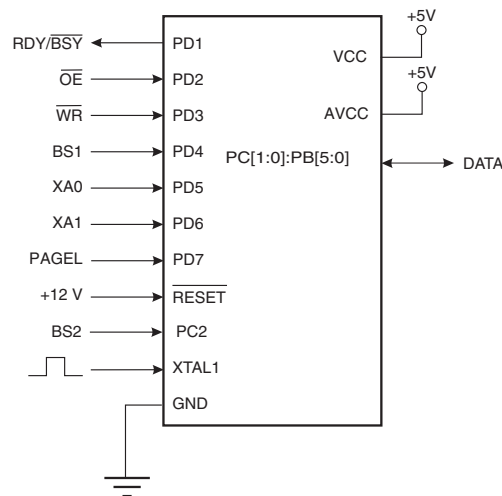 +5V
RDY/BSY
PD1
VCC
OE
PD2
+5V
WR
PD3
AVCC
BS1
PD4
PC[1:0]:PB[5:0]
DATA
XA0
PD5
XA1
PD6
PAGEL
PD7
+12 V
RESET
BS2
PC2
XTAL1
GND